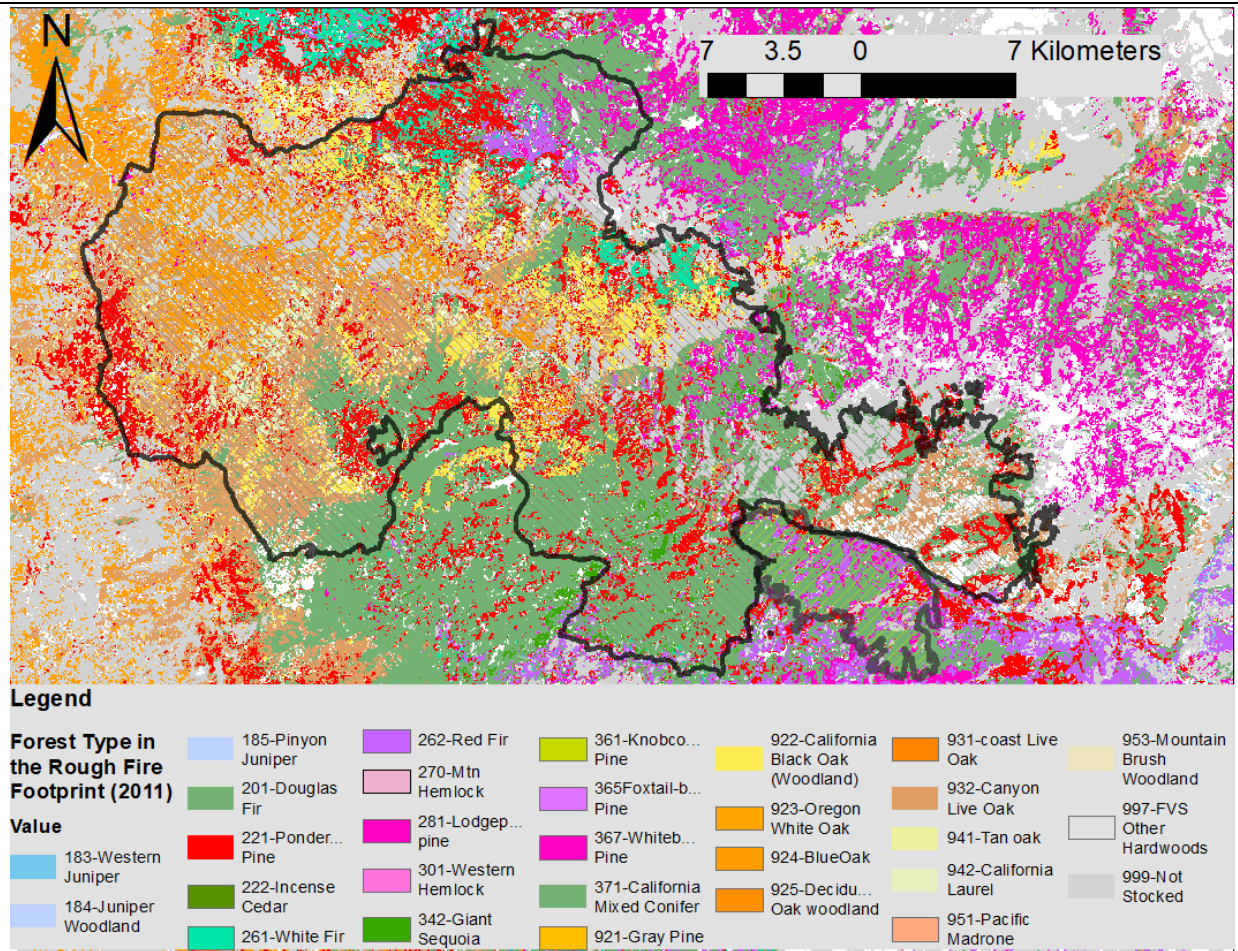 N
7 3.5 0 7 Kilometers
Legend
Forest Type in
the Rough Fire
Footprint (2011)
Value
183-Western
Juniper
184-Juniper
Woodland
185-Pinyon
Juniper
201-Douglas
Fir
221-Ponder...
Pine
222-Incense
Cedar
261-White Fir
262-Red Fir
270-Mtn
Hemlock
281-Lodgep...
pine
301-Western
Hemlock
342-Giant
Sequoia
361-Knobco...
Pine
365Foxtail-b...
Pine
367-Whiteb...
Pine
371-California
Mixed Conifer
921-Gray Pine
922-California
Black Oak
(Woodland)
923-Oregon
White Oak
924-BlueOak
925-Decidu...
Oak woodland
931-coast Live
Oak
932-Canyon
Live Oak
941-Tan oak
942-California
Laurel
951-Pacific
Madrone
953-Mountain
Brush
Woodland
997-FVS
Other
Hardwoods
999-Not
Stocked